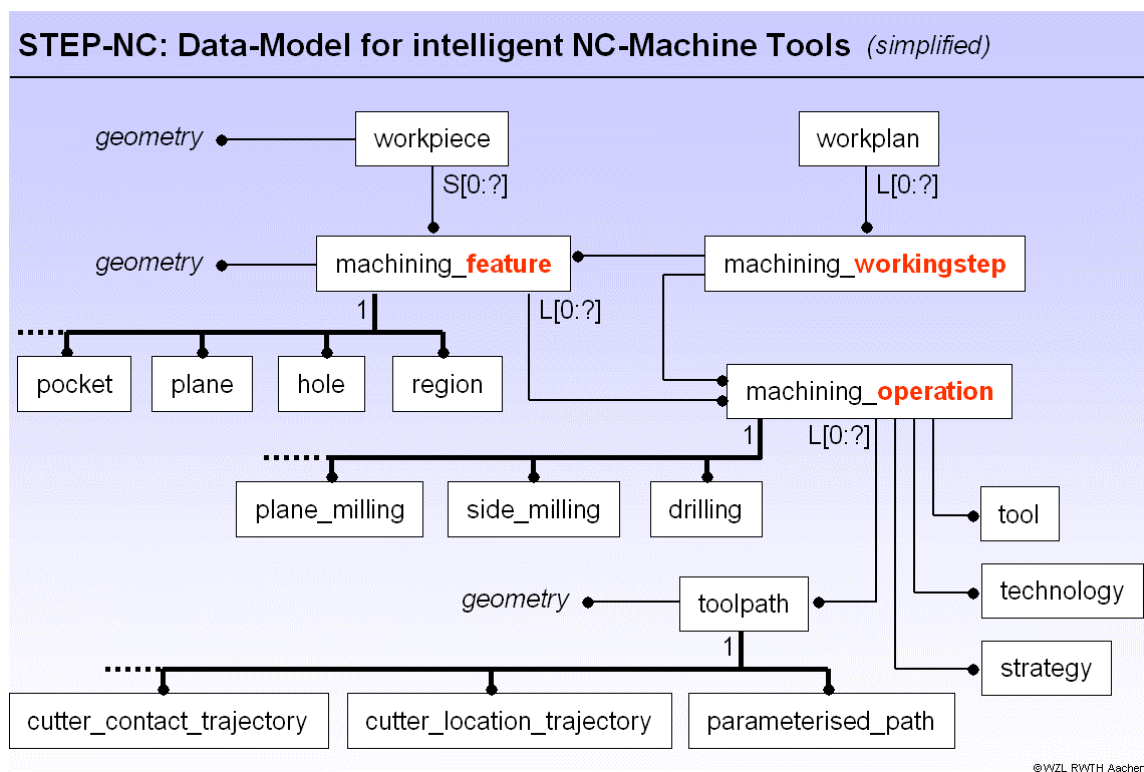 STEP-NC: Data-Model for intelligent NC-Machine Tools (simplified)
geometry
workpiece
workplan
S[0:?]
L[0:?]
geometry
machining_feature
machining_workingstep
1
L[0:?]
pocket
plane
hole
region
machining_operation
1
L[0:?]
plane_milling
side_milling
drilling
tool
geometry
toolpath
technology
1
strategy
cutter_contact_trajectory
cutter_location_trajectory
parameterised_path
©WZL RWTH Aachen